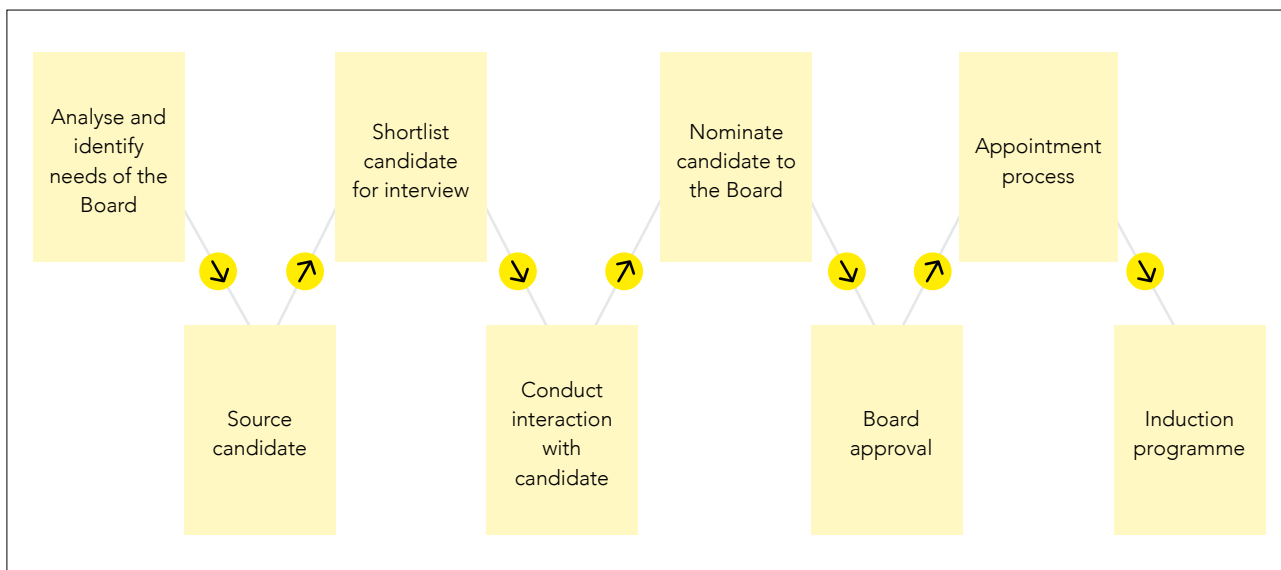 Analyse and
identify
needs of the
Board
Source
candidate
Shortlist
candidate
for interview
Conduct
interaction
with
candidate
Nominate
candidate to
the Board
Board
approval
Appointment
process
Induction
programme